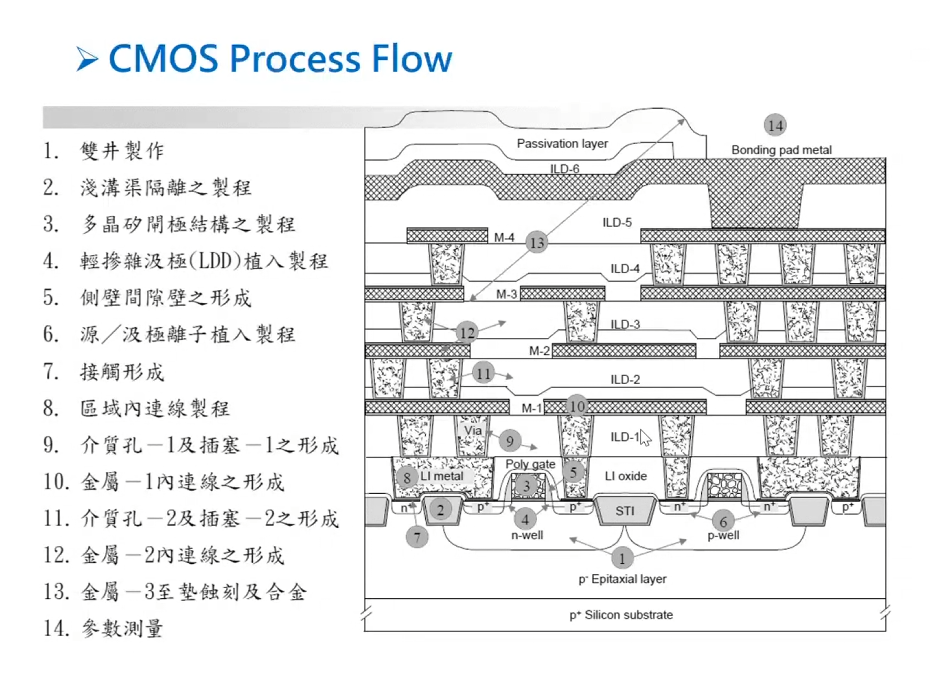 ➢ CMOS Process Flow
1. 雙井製作
2. 淺溝渠隔離之製程
3. 多晶矽閘極結構之製程
4. 輕摻雜汲極(LDD)植入製程
5. 側壁間隙壁之形成
6. 源／汲極離子植入製程
7. 接觸形成
8. 區域內連線製程
9. 介質孔－1及插塞－1之形成
10. 金屬－1內連線之形成
11. 介質孔－2及插塞－2之形成
12. 金屬－2內連線之形成
13. 金屬－3至墊蝕刻及合金
14. 參數測量
14
Passivation layer
Bonding pad metal
ILD-6
ILD-5
M-4
13
ILD-4
M-3
12
ILD-3
M-2
11
ILD-2
M-1
10
Via
9
ILD-1
Poly gate
8
LI metal
3
5
LI oxide
n⁺
2
p⁺
4
p⁺
STI
n⁺
6
n⁺
p⁺
7
n-well
p-well
1
p⁻ Epitaxial layer
p⁺ Silicon substrate